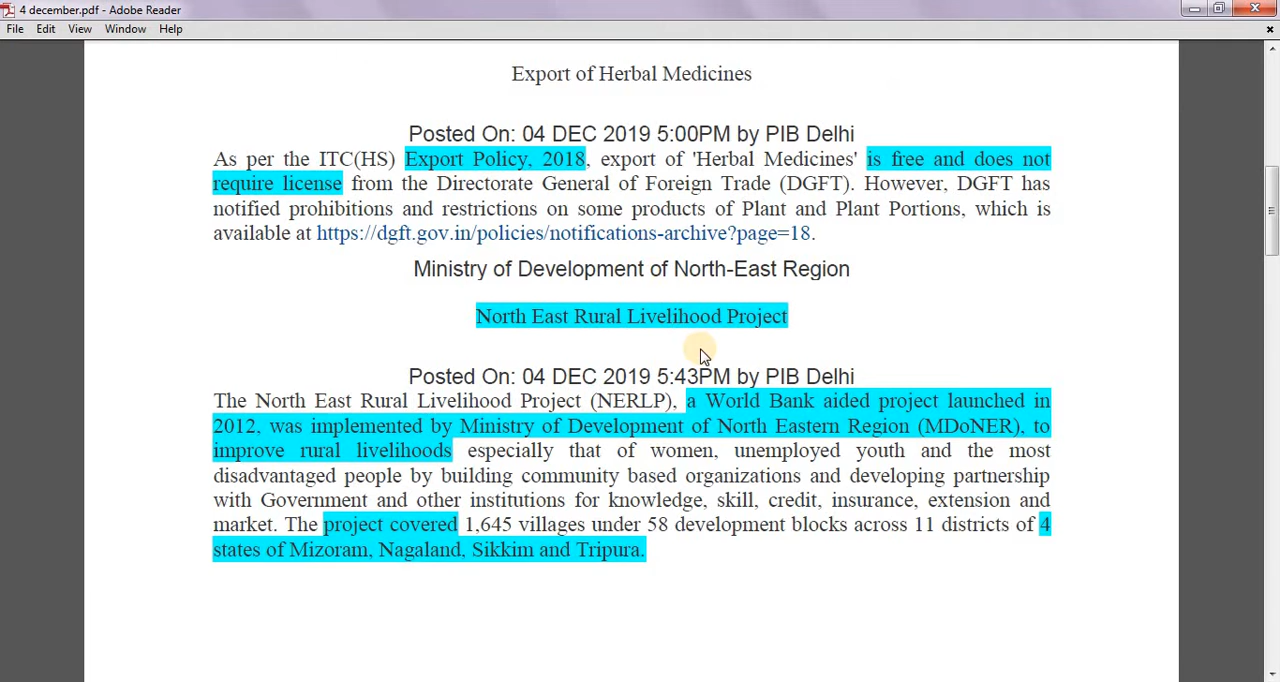 4 december.pdf - Adobe Reader
File Edit View Window Help
Export of Herbal Medicines
Posted On: 04 DEC 2019 5:00PM by PIB Delhi
As per the ITC(HS) Export Policy, 2018, export of 'Herbal Medicines' is free and does not
require license from the Directorate General of Foreign Trade (DGFT). However, DGFT has
notified prohibitions and restrictions on some products of Plant and Plant Portions, which is
available at https://dgft.gov.in/policies/notifications-archive?page=18.
Ministry of Development of North-East Region
North East Rural Livelihood Project
Posted On: 04 DEC 2019 5:43PM by PIB Delhi
The North East Rural Livelihood Project (NERLP), a World Bank aided project launched in
2012, was implemented by Ministry of Development of North Eastern Region (MDoNER), to
improve rural livelihoods especially that of women, unemployed youth and the most
disadvantaged people by building community based organizations and developing partnership
with Government and other institutions for knowledge, skill, credit, insurance, extension and
market. The project covered 1,645 villages under 58 development blocks across 11 districts of 4
states of Mizoram, Nagaland, Sikkim and Tripura.